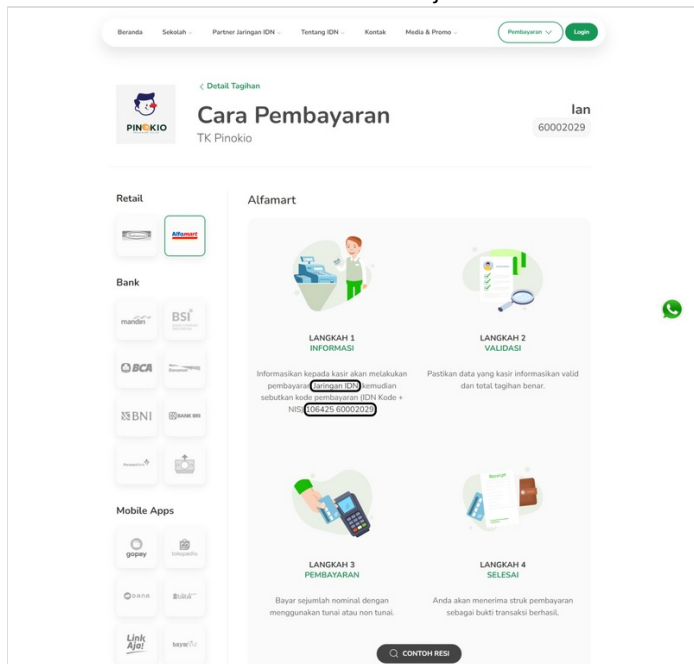 Beranda
Sekolah
Partner Jaringan IDN
Tentang IDN
Kontak
Media & Promo
Pembayaran
Login
PINOKIO
< Detail Tagihan
Cara Pembayaran
TK Pinokio
Ian
60002029
Retail
Alfamart
Bank
mandiri
BSI
BCA
BNI
BANK BRI
Mobile Apps
gopay
tokopedia
DANA
Link
Aja!
Alfamart
LANGKAH 1
INFORMASI
Informasikan kepada kasir akan melakukan
pembayaran Jaringan IDN kemudian
sebutkan kode pembayaran (IDN Kode +
NIS) 106425 60002029
LANGKAH 2
VALIDASI
Pastikan data yang kasir informasikan valid
dan total tagihan benar.
Receipt
LANGKAH 3
PEMBAYARAN
Bayar sejumlah nominal dengan
menggunakan tunai atau non tunai.
LANGKAH 4
SELESAI
Anda akan menerima struk pembayaran
sebagai bukti transaksi berhasil.
CONTOH RESI